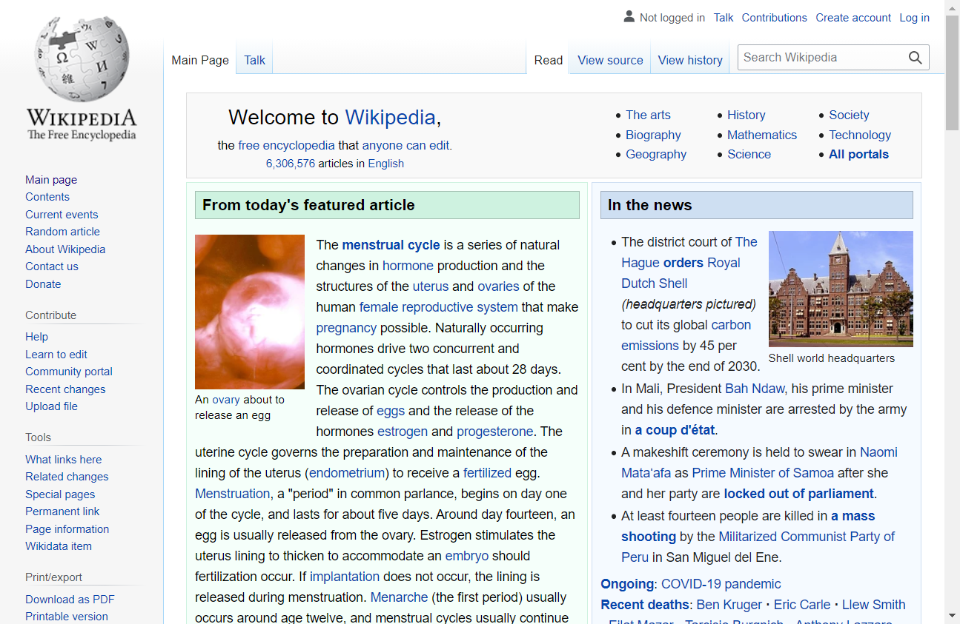 Not logged in Talk Contributions Create account Log in
Main Page Talk Read View source View history Search Wikipedia
WIKIPEDIA
The Free Encyclopedia
Main page
Contents
Current events
Random article
About Wikipedia
Contact us
Donate
Contribute
Help
Learn to edit
Community portal
Recent changes
Upload file
Tools
What links here
Related changes
Special pages
Permanent link
Page information
Wikidata item
Print/export
Download as PDF
Printable version
Welcome to Wikipedia,
the free encyclopedia that anyone can edit.
6,306,576 articles in English
• The arts
• Biography
• Geography
• History
• Mathematics
• Science
• Society
• Technology
• All portals
From today's featured article
An ovary about to
release an egg
The menstrual cycle is a series of natural
changes in hormone production and the
structures of the uterus and ovaries of the
human female reproductive system that make
pregnancy possible. Naturally occurring
hormones drive two concurrent and
coordinated cycles that last about 28 days.
The ovarian cycle controls the production and
release of eggs and the release of the
hormones estrogen and progesterone. The
uterine cycle governs the preparation and maintenance of the
lining of the uterus (endometrium) to receive a fertilized egg.
Menstruation, a "period" in common parlance, begins on day one
of the cycle, and lasts for about five days. Around day fourteen, an
egg is usually released from the ovary. Estrogen stimulates the
uterus lining to thicken to accommodate an embryo should
fertilization occur. If implantation does not occur, the lining is
released during menstruation. Menarche (the first period) usually
occurs around age twelve, and menstrual cycles usually continue
In the news
• The district court of The
Hague orders Royal
Dutch Shell
(headquarters pictured)
to cut its global carbon
emissions by 45 per
cent by the end of 2030.
Shell world headquarters
• In Mali, President Bah Ndaw, his prime minister
and his defence minister are arrested by the army
in a coup d'état.
• A makeshift ceremony is held to swear in Naomi
Mataʻafa as Prime Minister of Samoa after she
and her party are locked out of parliament.
• At least fourteen people are killed in a mass
shooting by the Militarized Communist Party of
Peru in San Miguel del Ene.
Ongoing: COVID-19 pandemic
Recent deaths: Ben Kruger · Eric Carle · Llew Smith